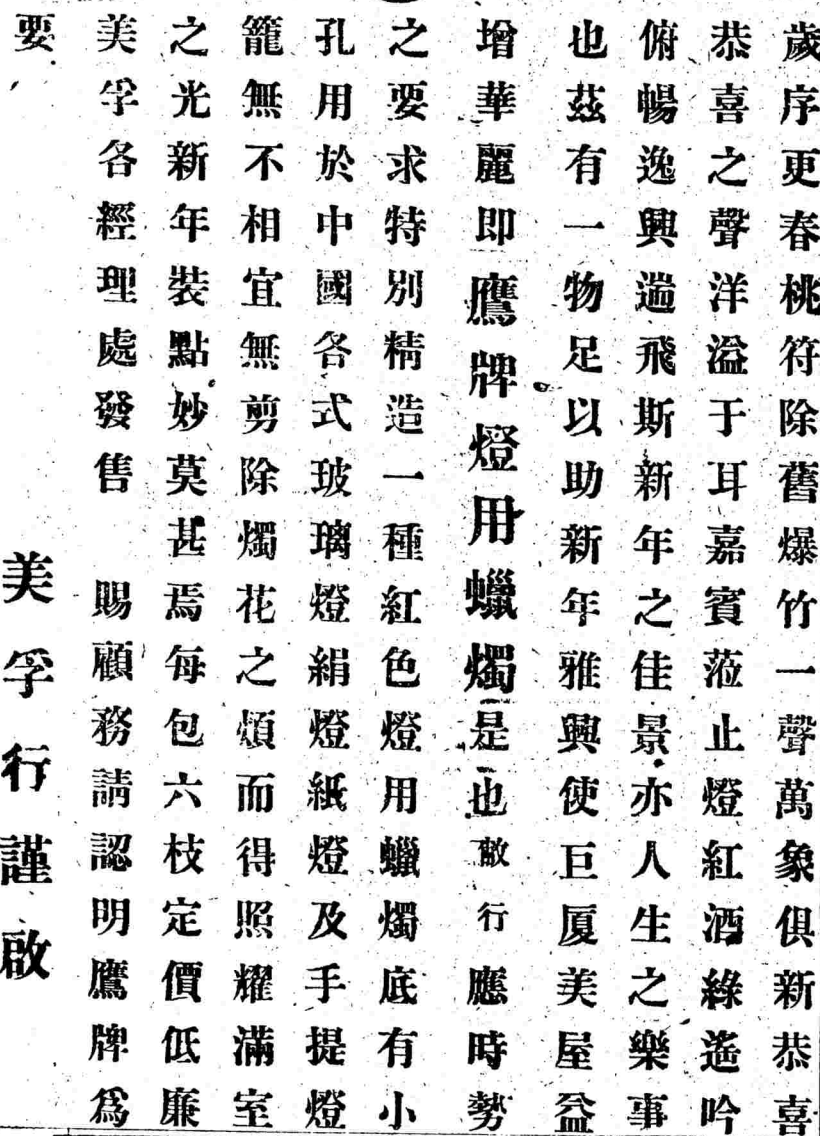 歲序更春桃符除舊爆竹一聲萬象俱新恭喜
恭喜之聲洋溢于耳嘉賓蒞止燈紅酒綠遙吟
俯暢逸興遄飛斯新年之佳景亦人生之樂事
也茲有一物足以助新年雅興使巨厦美屋益
增華麗即鷹牌燈用蠟燭是也敝行應時勢
之要求特別精造一種紅色燈用蠟燭底有小
孔用於中國各式玻璃燈絹燈紙燈及手提燈
籠無不相宜無剪除燭花之煩而得照耀滿室
之光新年裝點妙莫甚焉每包六枝定價低廉
美孚各經理處發售 賜顧務請認明鷹牌爲
要
美孚行謹啟